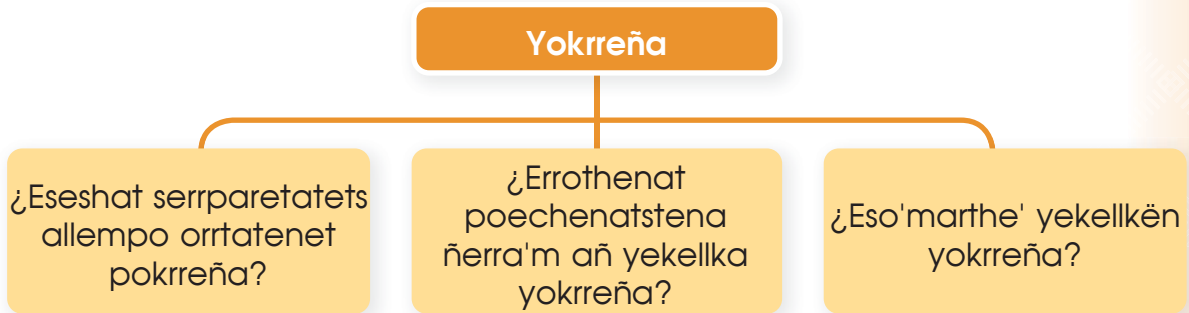 Yokrreña
¿Eseshat serrparetatets
allempo orrtatenet
pokrreña?
¿Errothenat
poechenatstena
ñerra'm añ yekellka
yokrreña?
¿Eso'marthe' yekellkën
yokrreña?